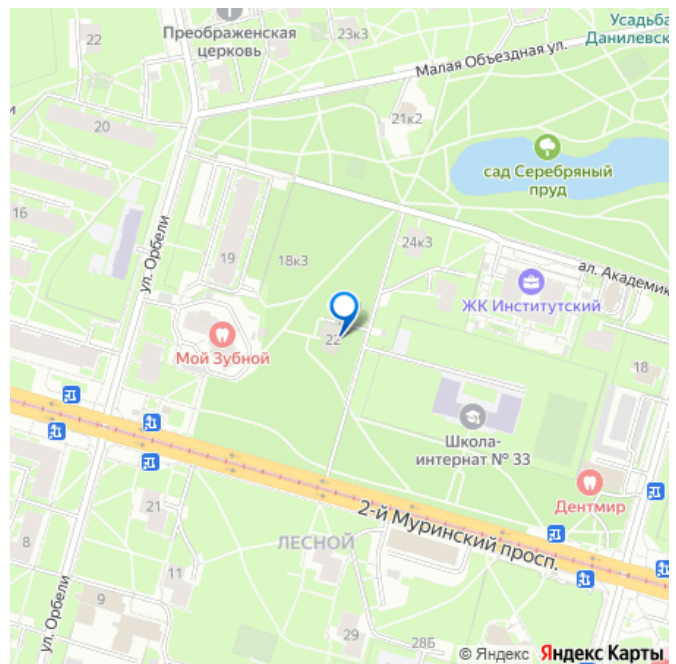 Усадьба
Данилевск
Преображенская
церковь
22
23к3
Малая Объездная ул.
и
20
21к2
сад Серебряный
пруд
16
ул. Орбели
19
18к3
24к3
ал. Академик
ЖК Институтский
Мой Зубной
22
18
Школа-
интернат № 33
Дентмир
2-й Муринский просп.
21
ЛЕСНОЙ
8
11
9
ул. Орбели
29
28Б
© Яндекс Яндекс Карты